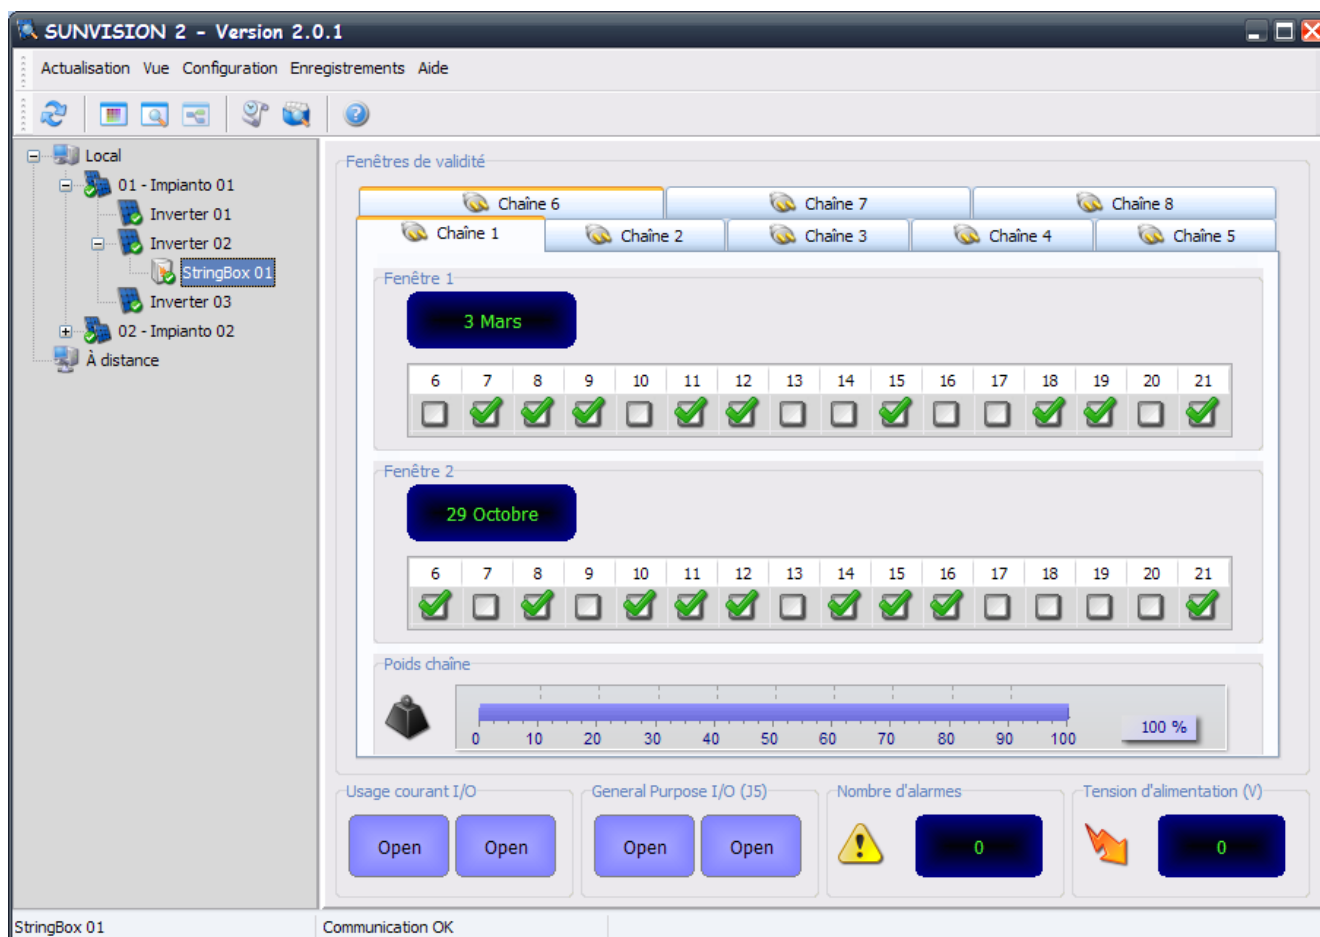 SUNVISION 2 - Version 2.0.1
Actualisation Vue Configuration Enregistrements Aide
Local
01 - Impianto 01
Inverter 01
Inverter 02
StringBox 01
Inverter 03
02 - Impianto 02
À distance
Fenêtres de validité
Chaîne 6 Chaîne 7 Chaîne 8
Chaîne 1 Chaîne 2 Chaîne 3 Chaîne 4 Chaîne 5
Fenêtre 1
3 Mars
6 7 8 9 10 11 12 13 14 15 16 17 18 19 20 21
Fenêtre 2
29 Octobre
6 7 8 9 10 11 12 13 14 15 16 17 18 19 20 21
Poids chaîne
0 10 20 30 40 50 60 70 80 90 100
100 %
Usage courant I/O General Purpose I/O (J5) Nombre d'alarmes Tension d'alimentation (V)
Open Open Open Open 0 0
StringBox 01 Communication OK